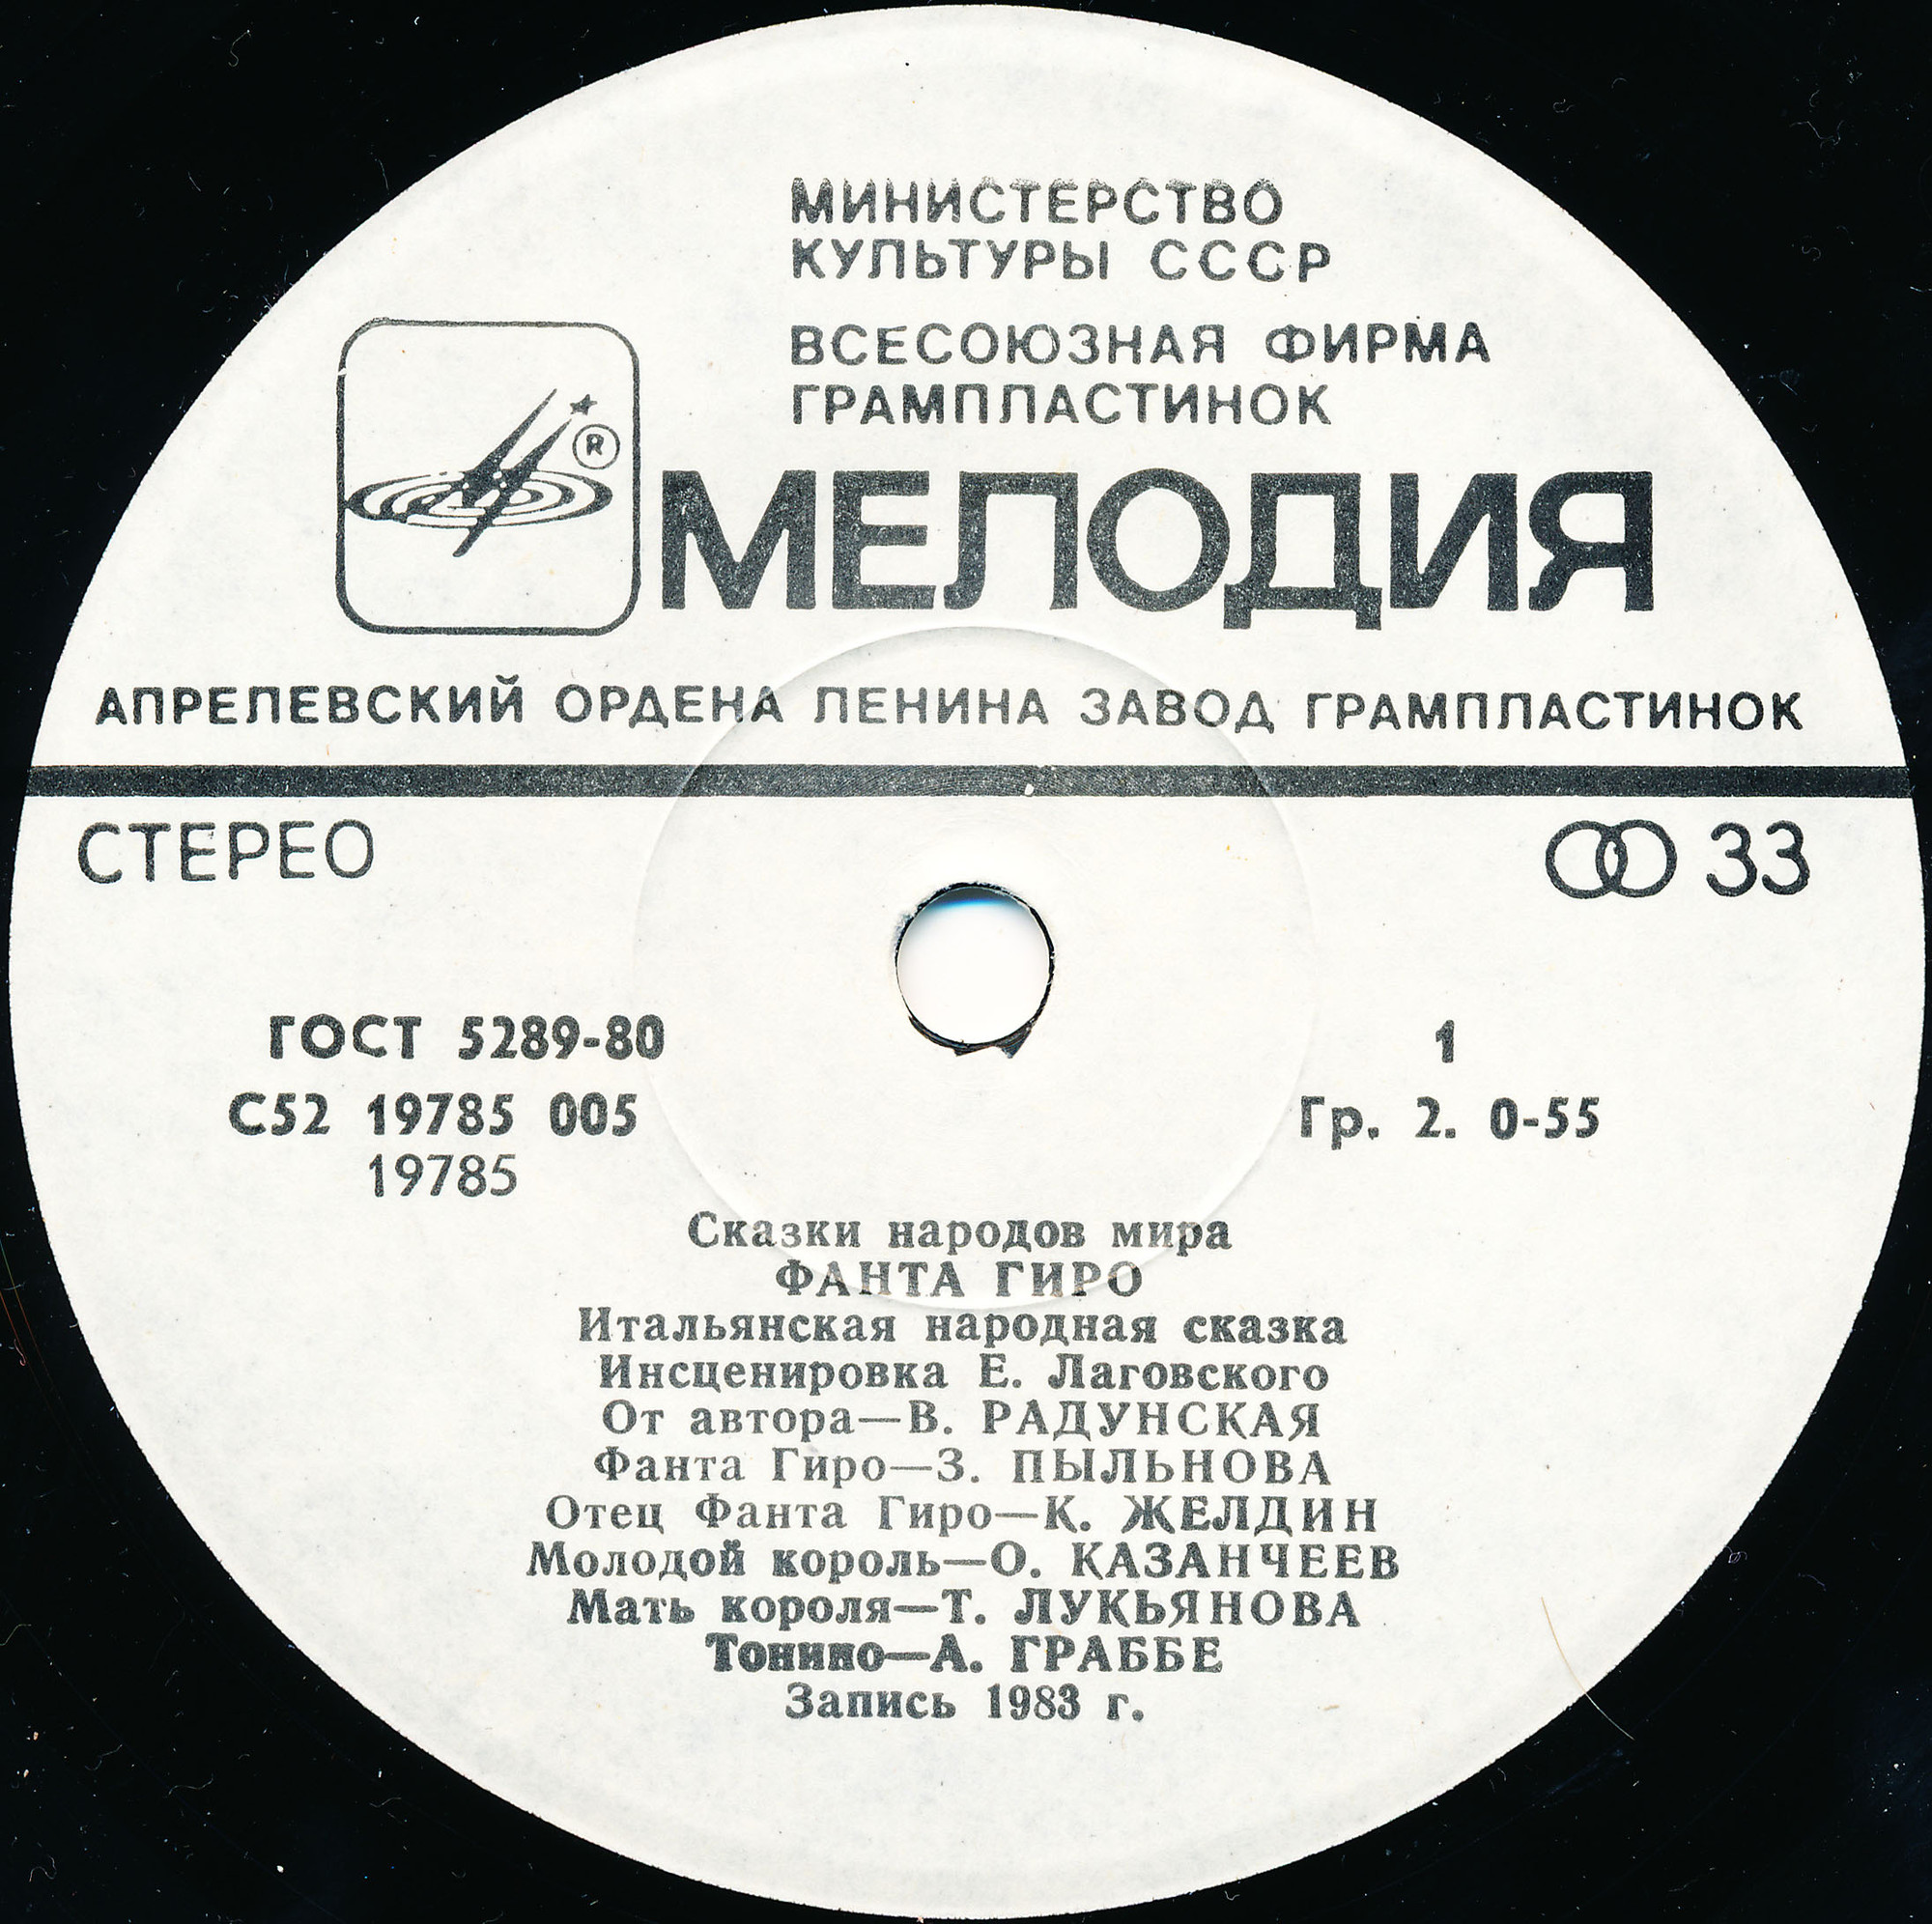 МИНИСТЕРСТВО
КУЛЬТУРЫ СССР
ВСЕСОЮЗНАЯ ФИРМА
ГРАМПЛАСТИНОК
®
МЕЛОДИЯ
АПРЕЛЕВСКИЙ ОРДЕНА ЛЕНИНА ЗАВОД ГРАМПЛАСТИНОК
СТЕРЕО
33
ГОСТ 5289-80
1
С52 19785 005
Гр. 2. 0-55
19785
Сказки народов мира
ФАНТА ГИРО
Итальянская народная сказка
Инсценировка Е. Лаговского
От автора—В. РАДУНСКАЯ
Фанта Гиро—З. ПЫЛЬНОВА
Отец Фанта Гиро—К. ЖЕЛДИН
Молодой король—О. КАЗАНЧЕЕВ
Мать короля—Т. ЛУКЬЯНОВА
Тонино—А. ГРАББЕ
Запись 1983 г.